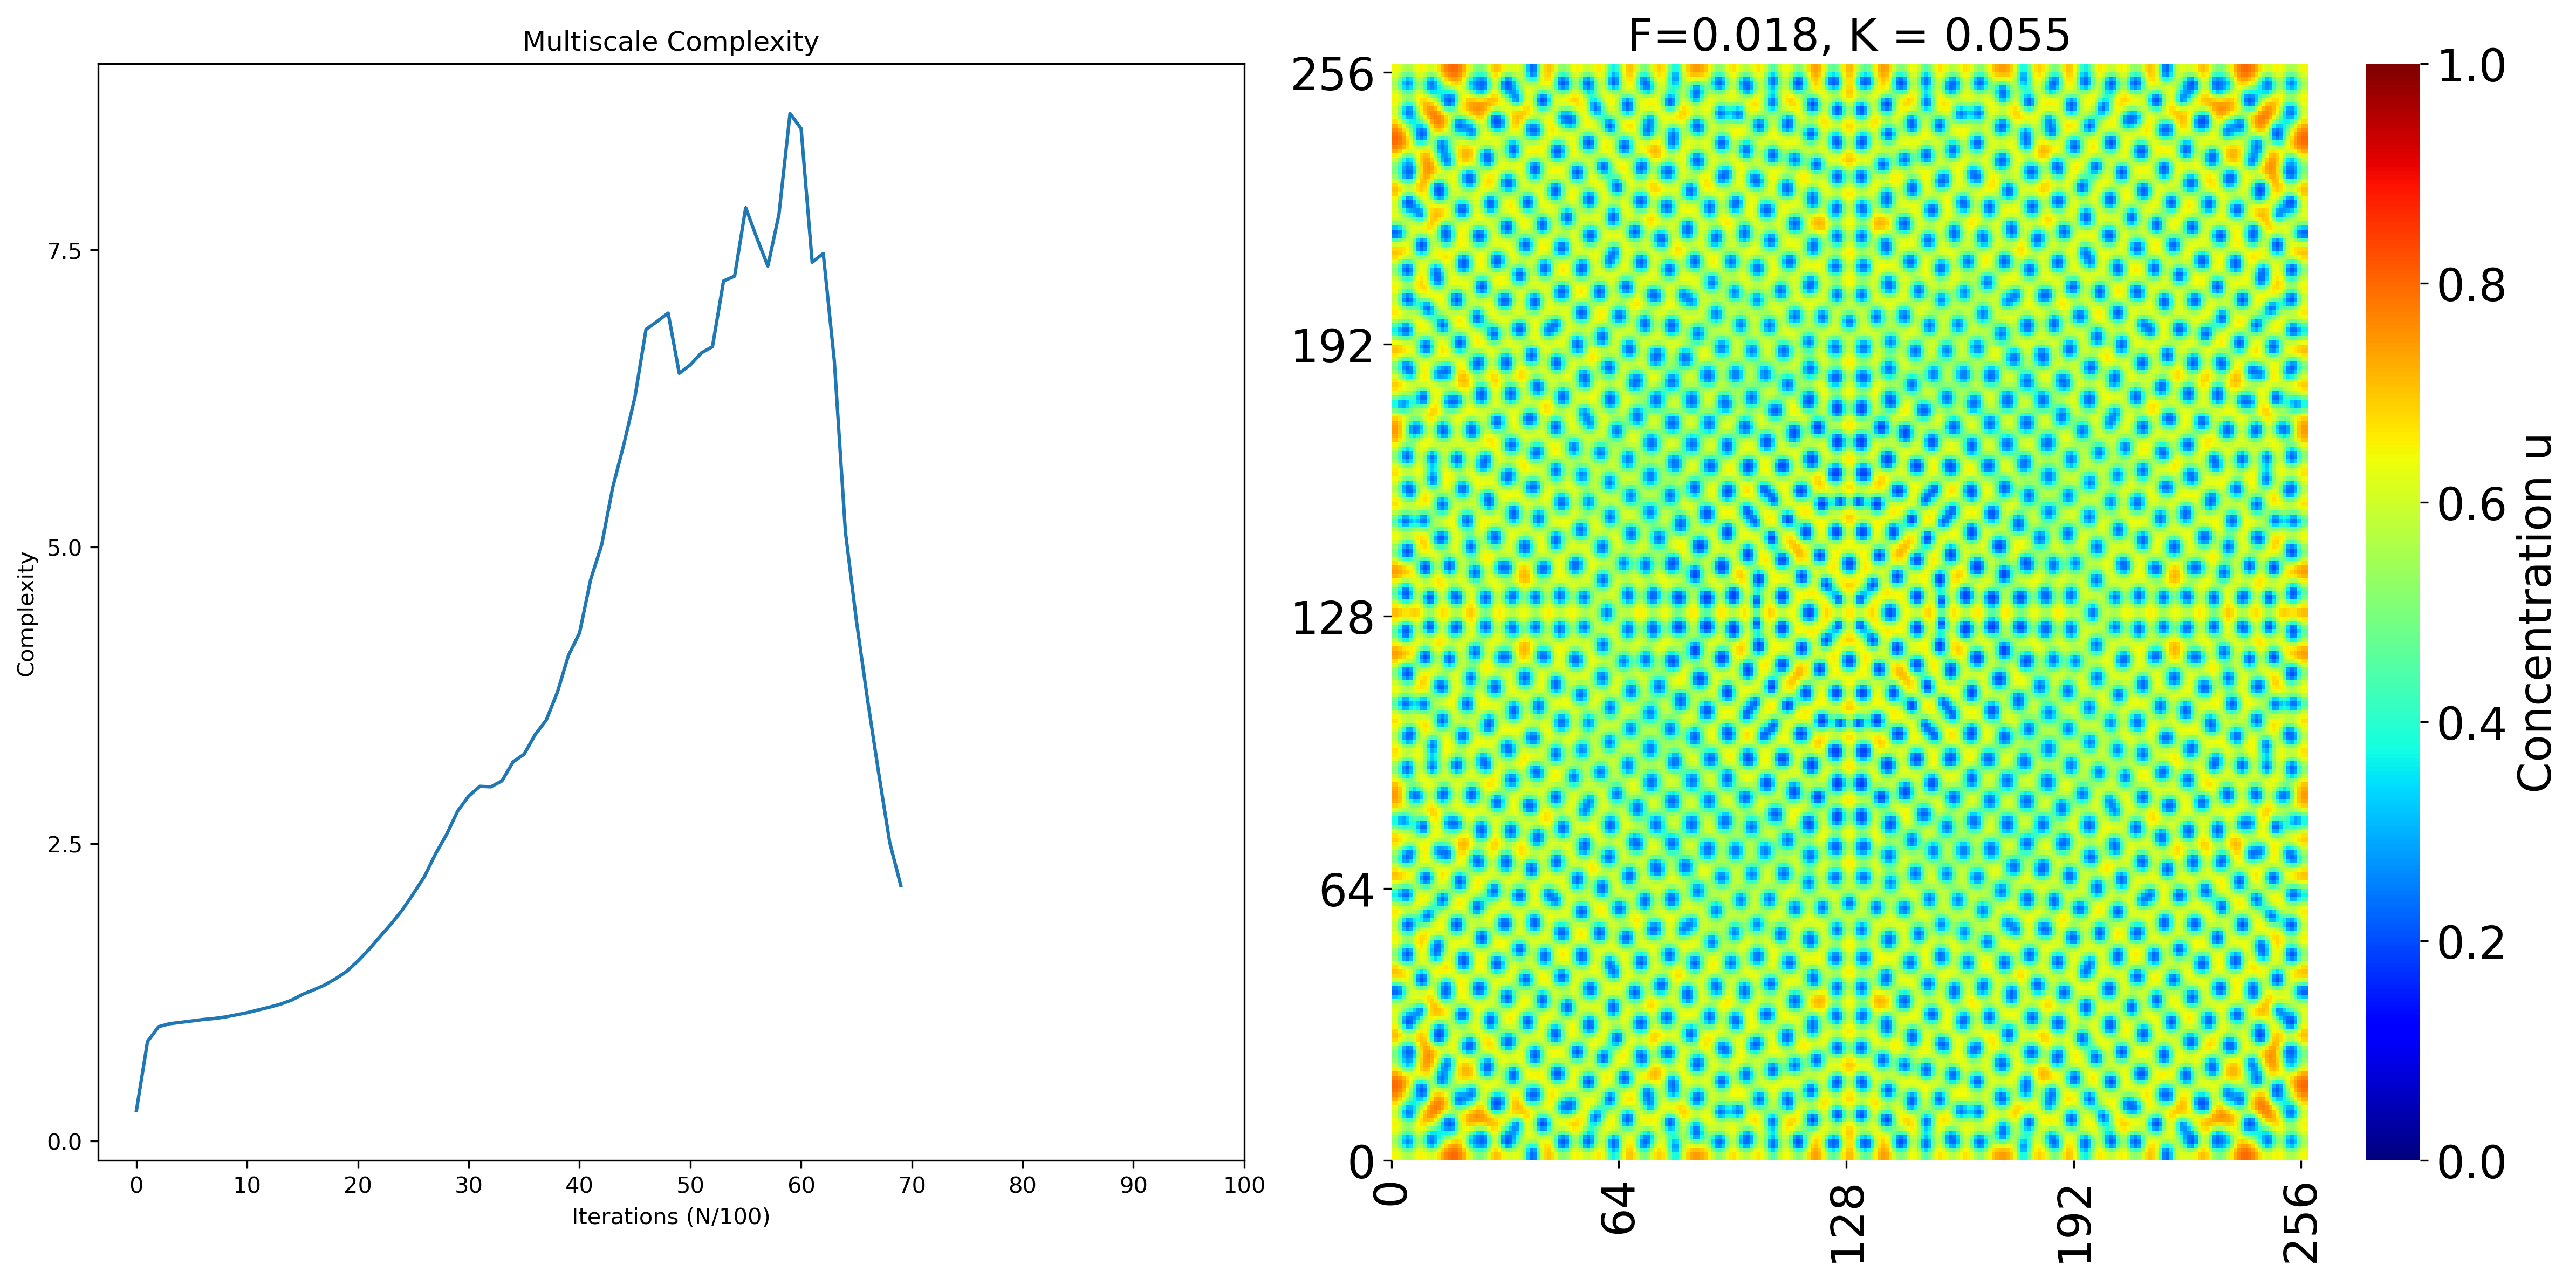 Multiscale Complexity
Complexity
7.5
5.0
2.5
0.0
0 10 20 30 40 50 60 70 80 90 100
Iterations (N/100)
F=0.018, K = 0.055
256
192
128
64
0
0 64 128 192 256
1.0
0.8
0.6
0.4
0.2
0.0
Concentration u